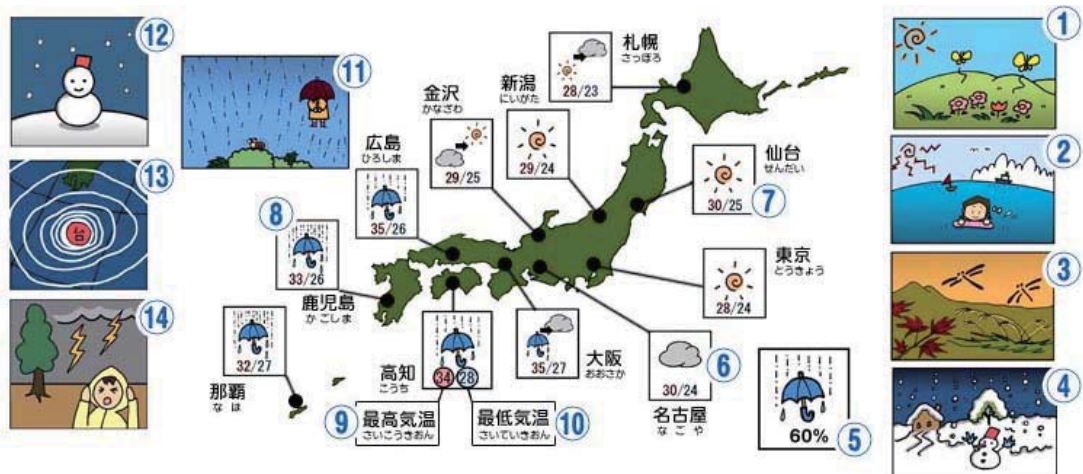 ⑫
⑪
①
札幌
さっぽろ
28/23
新潟
にいがた
29/24
金沢
かなざわ
29/25
広島
ひろしま
35/26
②
仙台
せんだい
30/25
⑦
⑬
台
⑧
33/26
鹿児島
かごしま
東京
とうきょう
28/24
③
⑭
32/27
那覇
なは
高知
こうち
34
28
35/27
大阪
おおさか
⑥
30/24
名古屋
なごや
④
⑨
最高気温
さいこうきおん
最低気温
さいていきおん
⑩
60%
⑤